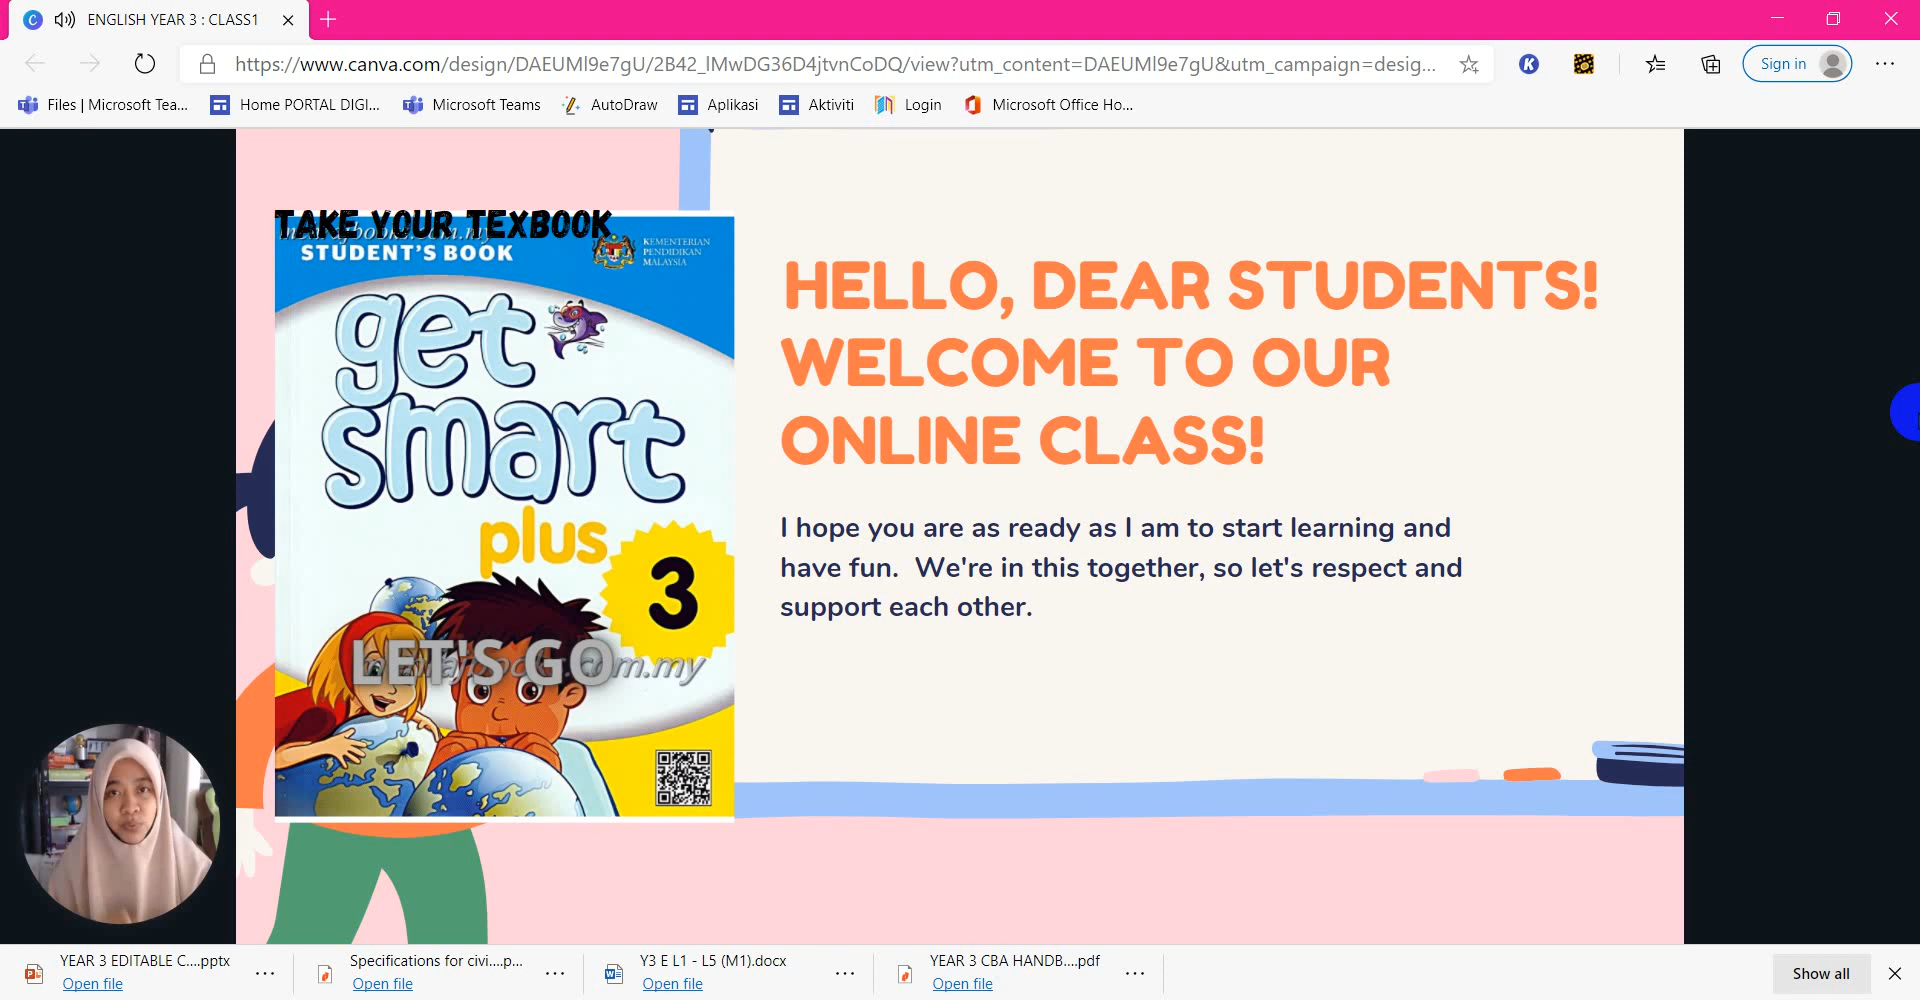 ENGLISH YEAR 3 : CLASS1
https://www.canva.com/design/DAEUMl9e7gU/2B42_lMwDG36D4jtvnCoDQ/view?utm_content=DAEUMl9e7gU&utm_campaign=desig...
Sign in
Files | Microsoft Tea...
Home PORTAL DIGI...
Microsoft Teams
AutoDraw
Aplikasi
Aktiviti
Login
Microsoft Office Ho...
TAKE YOUR TEXBOOK
STUDENT'S BOOK
KEMENTERIAN
PENDIDIKAN
MALAYSIA
get
smart
plus
3
LET'S GO
HELLO, DEAR STUDENTS!
WELCOME TO OUR
ONLINE CLASS!
I hope you are as ready as I am to start learning and
have fun. We're in this together, so let's respect and
support each other.
YEAR 3 EDITABLE C....pptx
Open file
Specifications for civi....p...
Open file
Y3 E L1 - L5 (M1).docx
Open file
YEAR 3 CBA HANDB....pdf
Open file
Show all